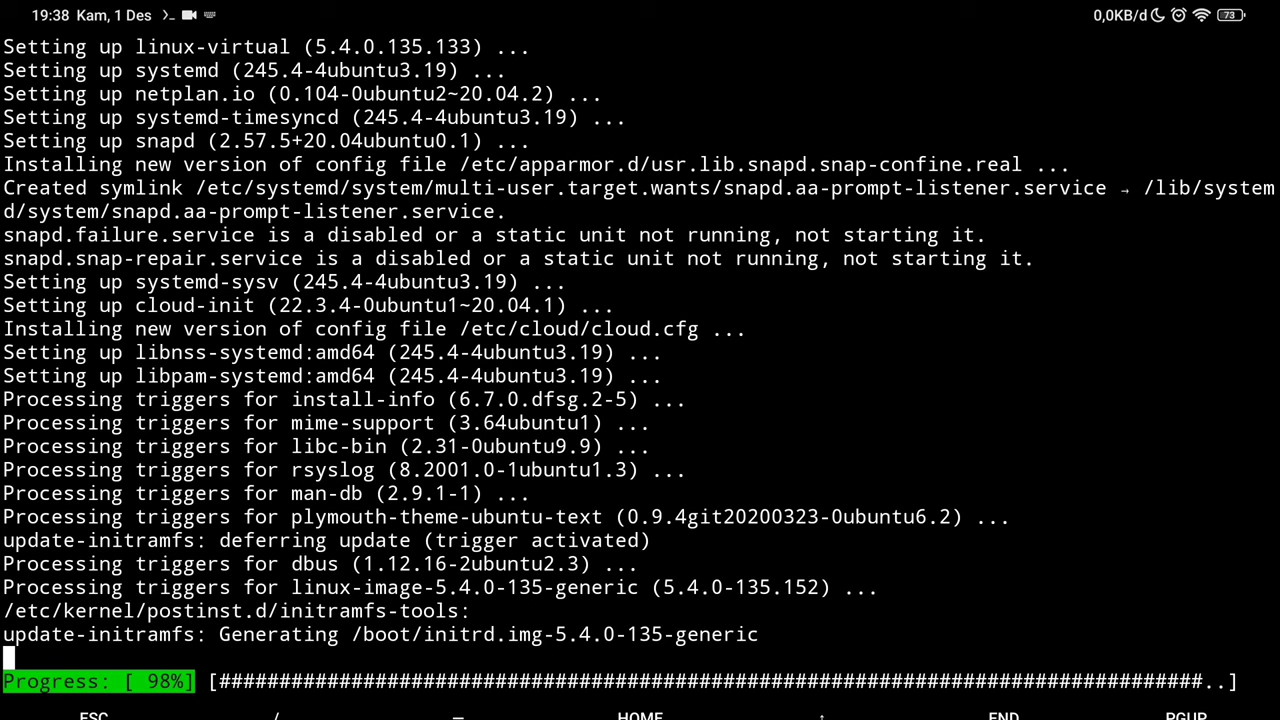 19:38 Kam, 1 Des 0,0KB/d 73
Setting up linux-virtual (5.4.0.135.133) ...
Setting up systemd (245.4-4ubuntu3.19) ...
Setting up netplan.io (0.104-0ubuntu2~20.04.2) ...
Setting up systemd-timesyncd (245.4-4ubuntu3.19) ...
Setting up snapd (2.57.5+20.04ubuntu0.1) ...
Installing new version of config file /etc/apparmor.d/usr.lib.snapd.snap-confine.real ...
Created symlink /etc/systemd/system/multi-user.target.wants/snapd.aa-prompt-listener.service → /lib/system
d/system/snapd.aa-prompt-listener.service.
snapd.failure.service is a disabled or a static unit not running, not starting it.
snapd.snap-repair.service is a disabled or a static unit not running, not starting it.
Setting up systemd-sysv (245.4-4ubuntu3.19) ...
Setting up cloud-init (22.3.4-0ubuntu1~20.04.1) ...
Installing new version of config file /etc/cloud/cloud.cfg ...
Setting up libnss-systemd:amd64 (245.4-4ubuntu3.19) ...
Setting up libpam-systemd:amd64 (245.4-4ubuntu3.19) ...
Processing triggers for install-info (6.7.0.dfsg.2-5) ...
Processing triggers for mime-support (3.64ubuntu1) ...
Processing triggers for libc-bin (2.31-0ubuntu9.9) ...
Processing triggers for rsyslog (8.2001.0-1ubuntu1.3) ...
Processing triggers for man-db (2.9.1-1) ...
Processing triggers for plymouth-theme-ubuntu-text (0.9.4git20200323-0ubuntu6.2) ...
update-initramfs: deferring update (trigger activated)
Processing triggers for dbus (1.12.16-2ubuntu2.3) ...
Processing triggers for linux-image-5.4.0-135-generic (5.4.0-135.152) ...
/etc/kernel/postinst.d/initramfs-tools:
update-initramfs: Generating /boot/initrd.img-5.4.0-135-generic
Progress: [ 98%] [##################################################################################..]
ESC / — HOME ↑ END PGUP